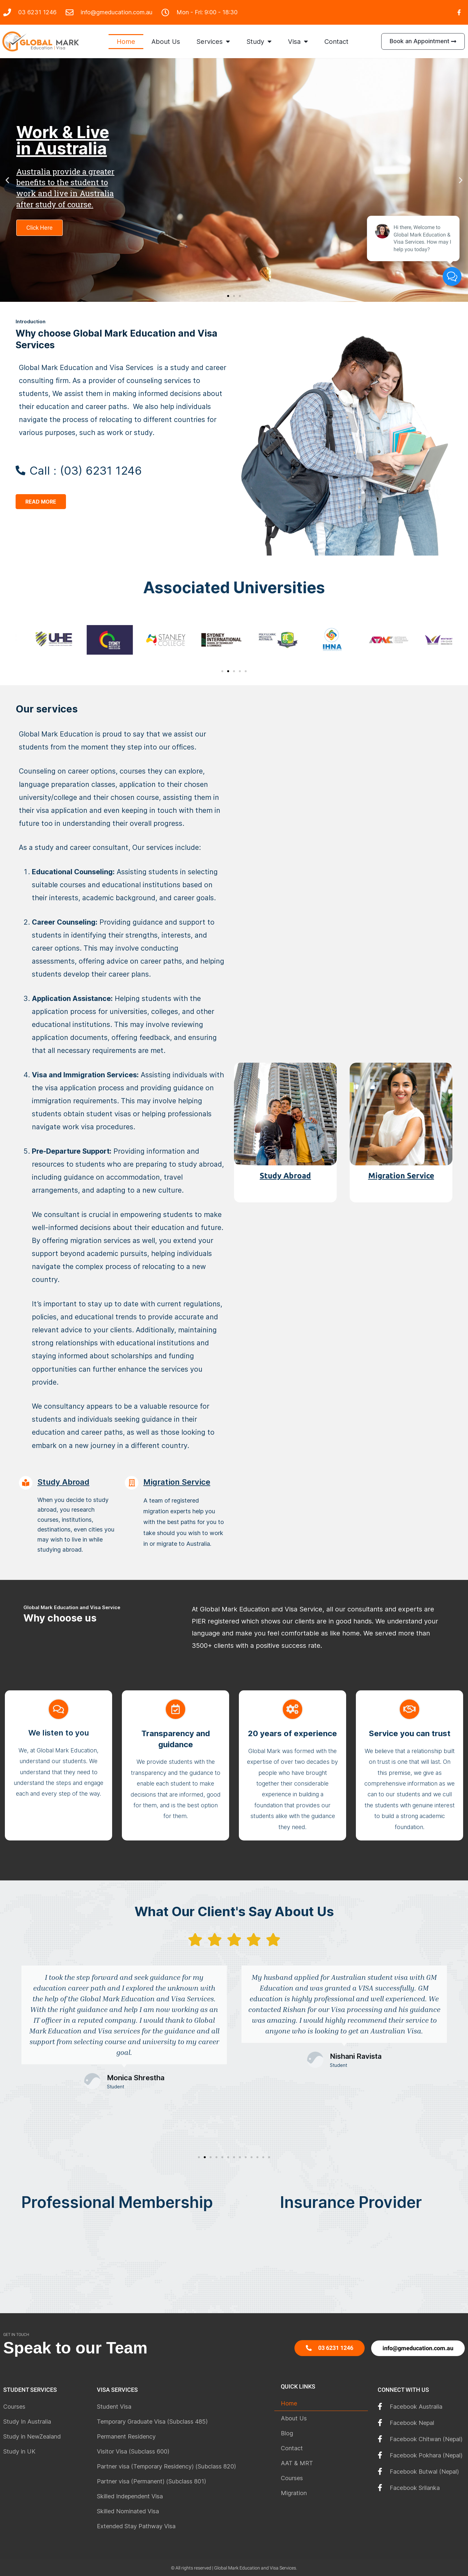 03 6231 1246
info@gmeducation.com.au
Mon - Fri: 9:00 - 18:30
GLOBAL MARK
Education | Visa
Home
About Us
Services
Study
Visa
Contact
Book an Appointment
Work & Live
in Australia
Australia provide a greater
benefits to the student to
work and live in Australia
after study of course.
Click Here
Hi there, Welcome to
Global Mark Education &
Visa Services. How may I
help you today?
Introduction
Why choose Global Mark Education and Visa
Services
Global Mark Education and Visa Services is a study and career
consulting firm. As a provider of counseling services to
students, We assist them in making informed decisions about
their education and career paths. We also help individuals
navigate the process of relocating to different countries for
various purposes, such as work or study.
Call : (03) 6231 1246
READ MORE
Associated Universities
UHE
STANLEY
COLLEGE
SYDNEY
INTERNATIONAL
IHNA
Our services
Global Mark Education is proud to say that we assist our
students from the moment they step into our offices.
Counseling on career options, courses they can explore,
language preparation classes, application to their chosen
university/college and their chosen course, assisting them in
their visa application and even keeping in touch with them in
future too in understanding their overall progress.
As a study and career consultant, Our services include:
1. Educational Counseling: Assisting students in selecting
suitable courses and educational institutions based on
their interests, academic background, and career goals.
2. Career Counseling: Providing guidance and support to
students in identifying their strengths, interests, and
career options. This may involve conducting
assessments, offering advice on career paths, and helping
students develop their career plans.
3. Application Assistance: Helping students with the
application process for universities, colleges, and other
educational institutions. This may involve reviewing
application documents, offering feedback, and ensuring
that all necessary requirements are met.
4. Visa and Immigration Services: Assisting individuals with
the visa application process and providing guidance on
immigration requirements. This may involve helping
students obtain student visas or helping professionals
navigate work visa procedures.
5. Pre-Departure Support: Providing information and
resources to students who are preparing to study abroad,
including guidance on accommodation, travel
arrangements, and adapting to a new culture.
We consultant is crucial in empowering students to make
well-informed decisions about their education and future.
By offering migration services as well, you extend your
support beyond academic pursuits, helping individuals
navigate the complex process of relocating to a new
country.
It's important to stay up to date with current regulations,
policies, and educational trends to provide accurate and
relevant advice to your clients. Additionally, maintaining
strong relationships with educational institutions and
staying informed about scholarships and funding
opportunities can further enhance the services you
provide.
We consultancy appears to be a valuable resource for
students and individuals seeking guidance in their
education and career paths, as well as those looking to
embark on a new journey in a different country.
Study Abroad
Migration Service
Study Abroad
When you decide to study
abroad, you research
courses, institutions,
destinations, even cities you
may wish to live in while
studying abroad.
Migration Service
A team of registered
migration experts help you
with the best paths for you to
take should you wish to work
in or migrate to Australia.
Global Mark Education and Visa Service
Why choose us
At Global Mark Education and Visa Service, all our consultants and experts are
PIER registered which shows our clients are in good hands. We understand your
language and make you feel comfortable as like home. We served more than
3500+ clients with a positive success rate.
We listen to you
We, at Global Mark Education,
understand our students. We
understand that they need to
understand the steps and engage
each and every step of the way.
Transparency and
guidance
We provide students with the
transparency and the guidance to
enable each student to make
decisions that are informed, good
for them, and is the best option
for them.
20 years of experience
Global Mark was formed with the
expertise of over two decades by
people who have brought
together their considerable
experience in building a
foundation that provides our
students alike with the guidance
they need.
Service you can trust
We believe that a relationship built
on trust is one that will last. On
this premise, we give as
comprehensive information as we
can to our students and we cull
the students with genuine interest
to build a strong academic
foundation.
What Our Client's Say About Us
I took the step forward and seek guidance for my
education career path and I explored the unknown with
the help of the Global Mark Education and Visa Services.
With the right guidance and help I am now working as an
IT officer in a reputed company. I would thank to Global
Mark Education and Visa services for the guidance and all
support from selecting course and university to my career
goal.
Monica Shrestha
Student
My husband applied for Australian student visa with GM
Education and was granted a VISA successfully. GM
education is highly professional and well experienced. We
contacted Rishan for our Visa processing and his guidance
was amazing. I would highly recommend their service to
anyone who is looking to get an Australian Visa.
Nishani Ravista
Student
Professional Membership
Insurance Provider
GET IN TOUCH
Speak to our Team
03 6231 1246
info@gmeducation.com.au
STUDENT SERVICES
Courses
Study In Australia
Study in NewZealand
Study in UK
VISA SERVICES
Student Visa
Temporary Graduate Visa (Subclass 485)
Permanent Residency
Visitor Visa (Subclass 600)
Partner visa (Temporary Residency) (Subclass 820)
Partner visa (Permanent) (Subclass 801)
Skilled Independent Visa
Skilled Nominated Visa
Extended Stay Pathway Visa
QUICK LINKS
Home
About Us
Blog
Contact
AAT & MRT
Courses
Migration
CONNECT WITH US
Facebook Australia
Facebook Nepal
Facebook Chitwan (Nepal)
Facebook Pokhara (Nepal)
Facebook Butwal (Nepal)
Facebook Srilanka
© All rights reserved | Global Mark Education and Visa Services.